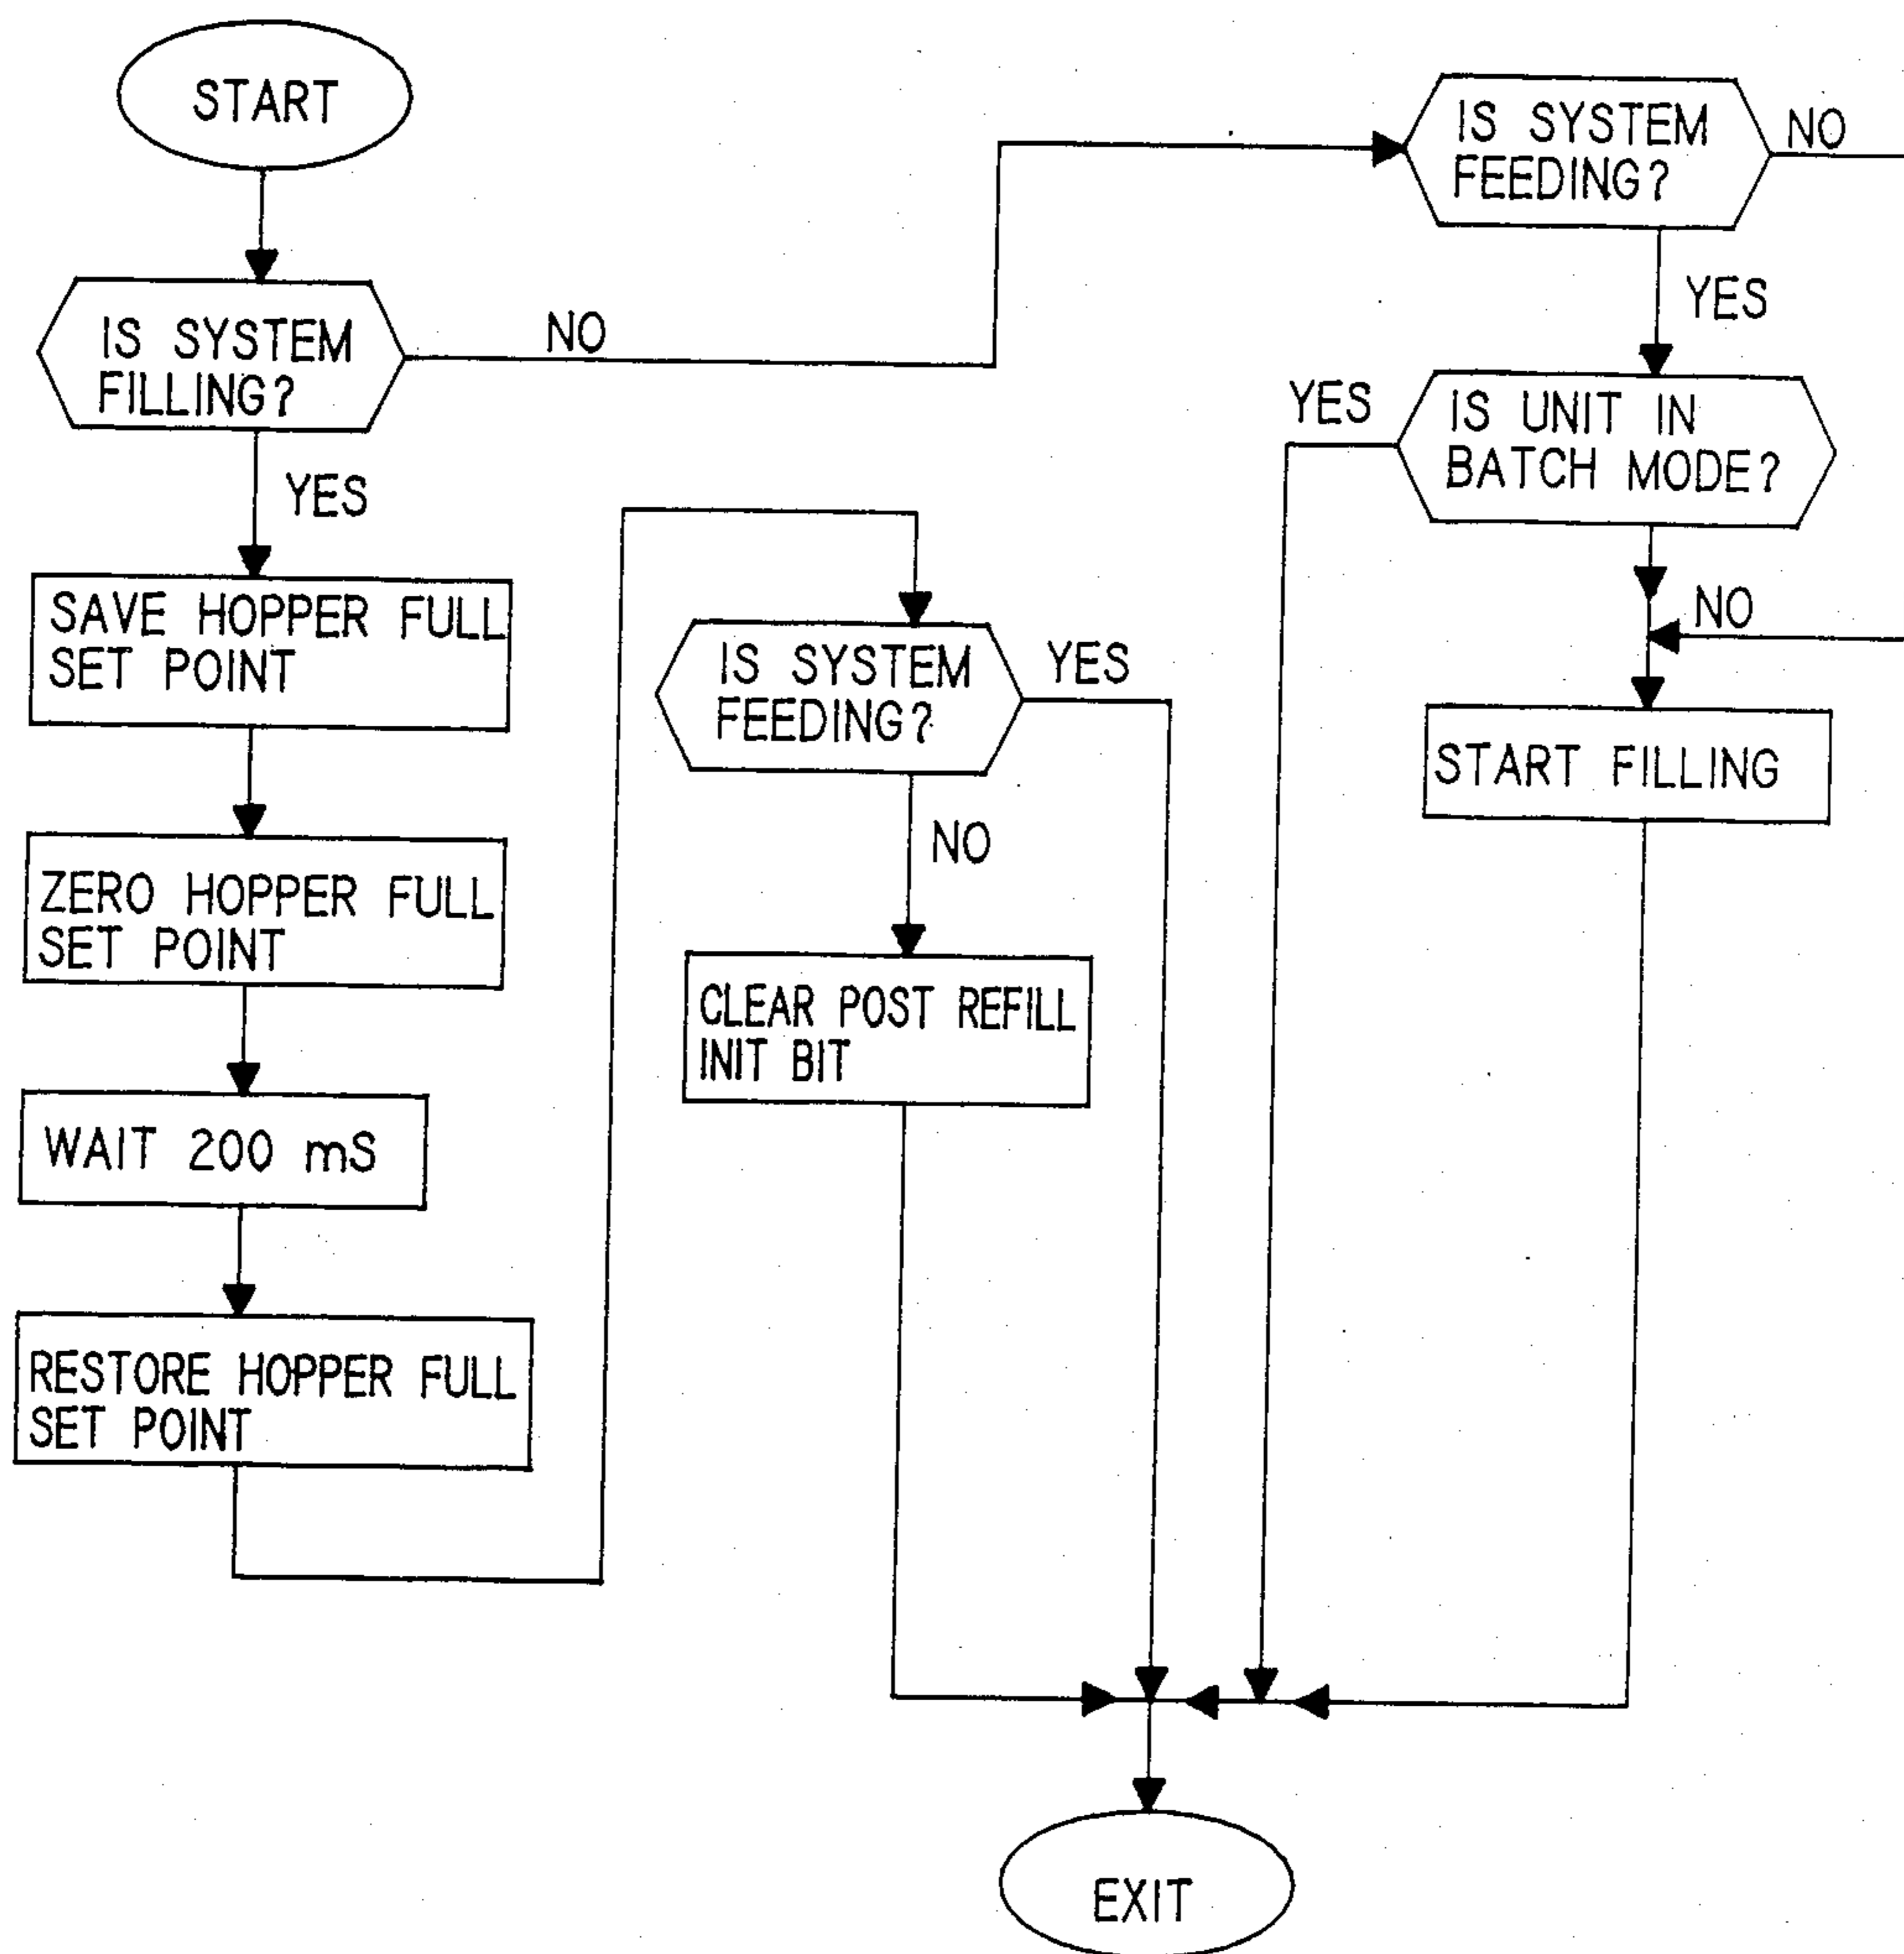 START
IS SYSTEM
FILLING?
NO
YES
SAVE HOPPER FULL
SET POINT
ZERO HOPPER FULL
SET POINT
WAIT 200 mS
RESTORE HOPPER FULL
SET POINT
IS SYSTEM
FEEDING?
YES
NO
CLEAR POST REFILL
INIT BIT
IS SYSTEM
FEEDING?
NO
YES
IS UNIT IN
BATCH MODE?
YES
NO
START FILLING
EXIT